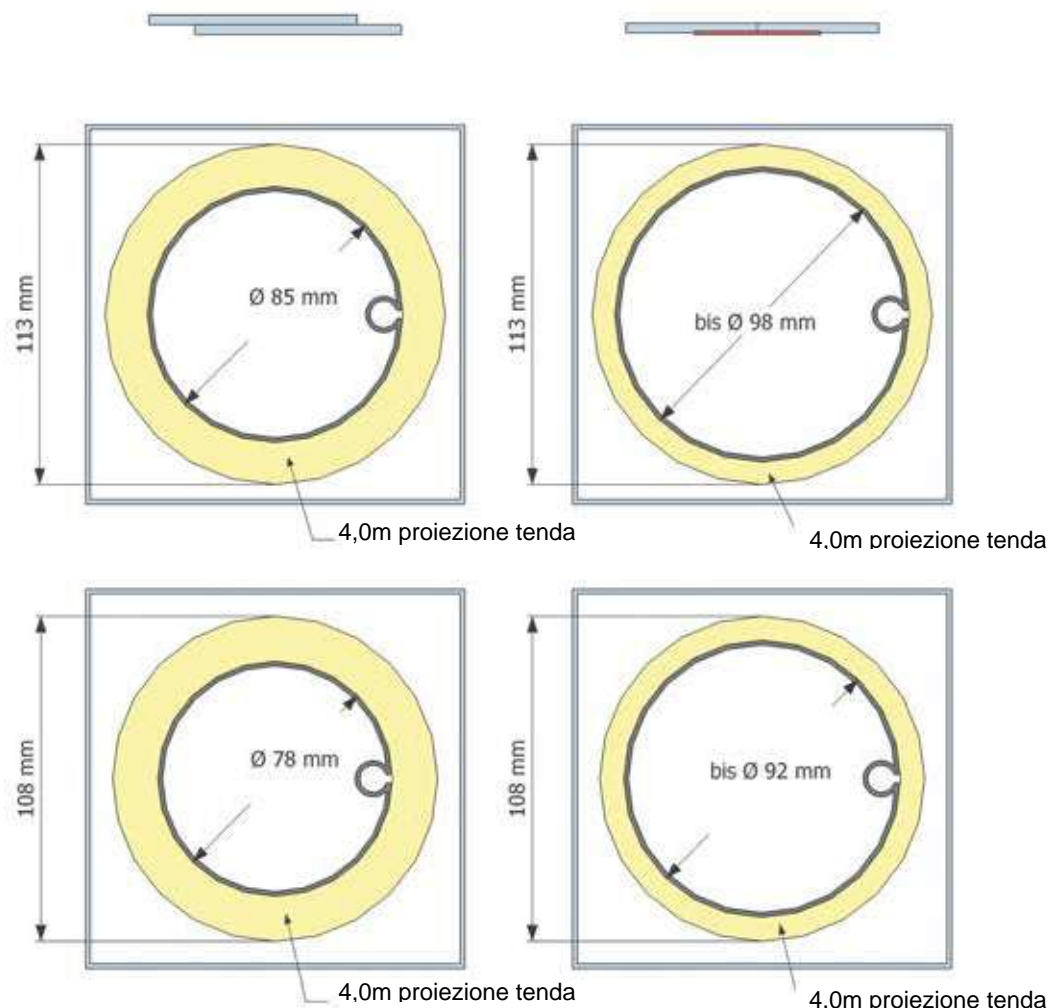 113 mm
Ø 85 mm
4,0m proiezione tenda
113 mm
bis Ø 98 mm
4,0m proiezione tenda
108 mm
Ø 78 mm
4,0m proiezione tenda
108 mm
bis Ø 92 mm
4,0m proiezione tenda